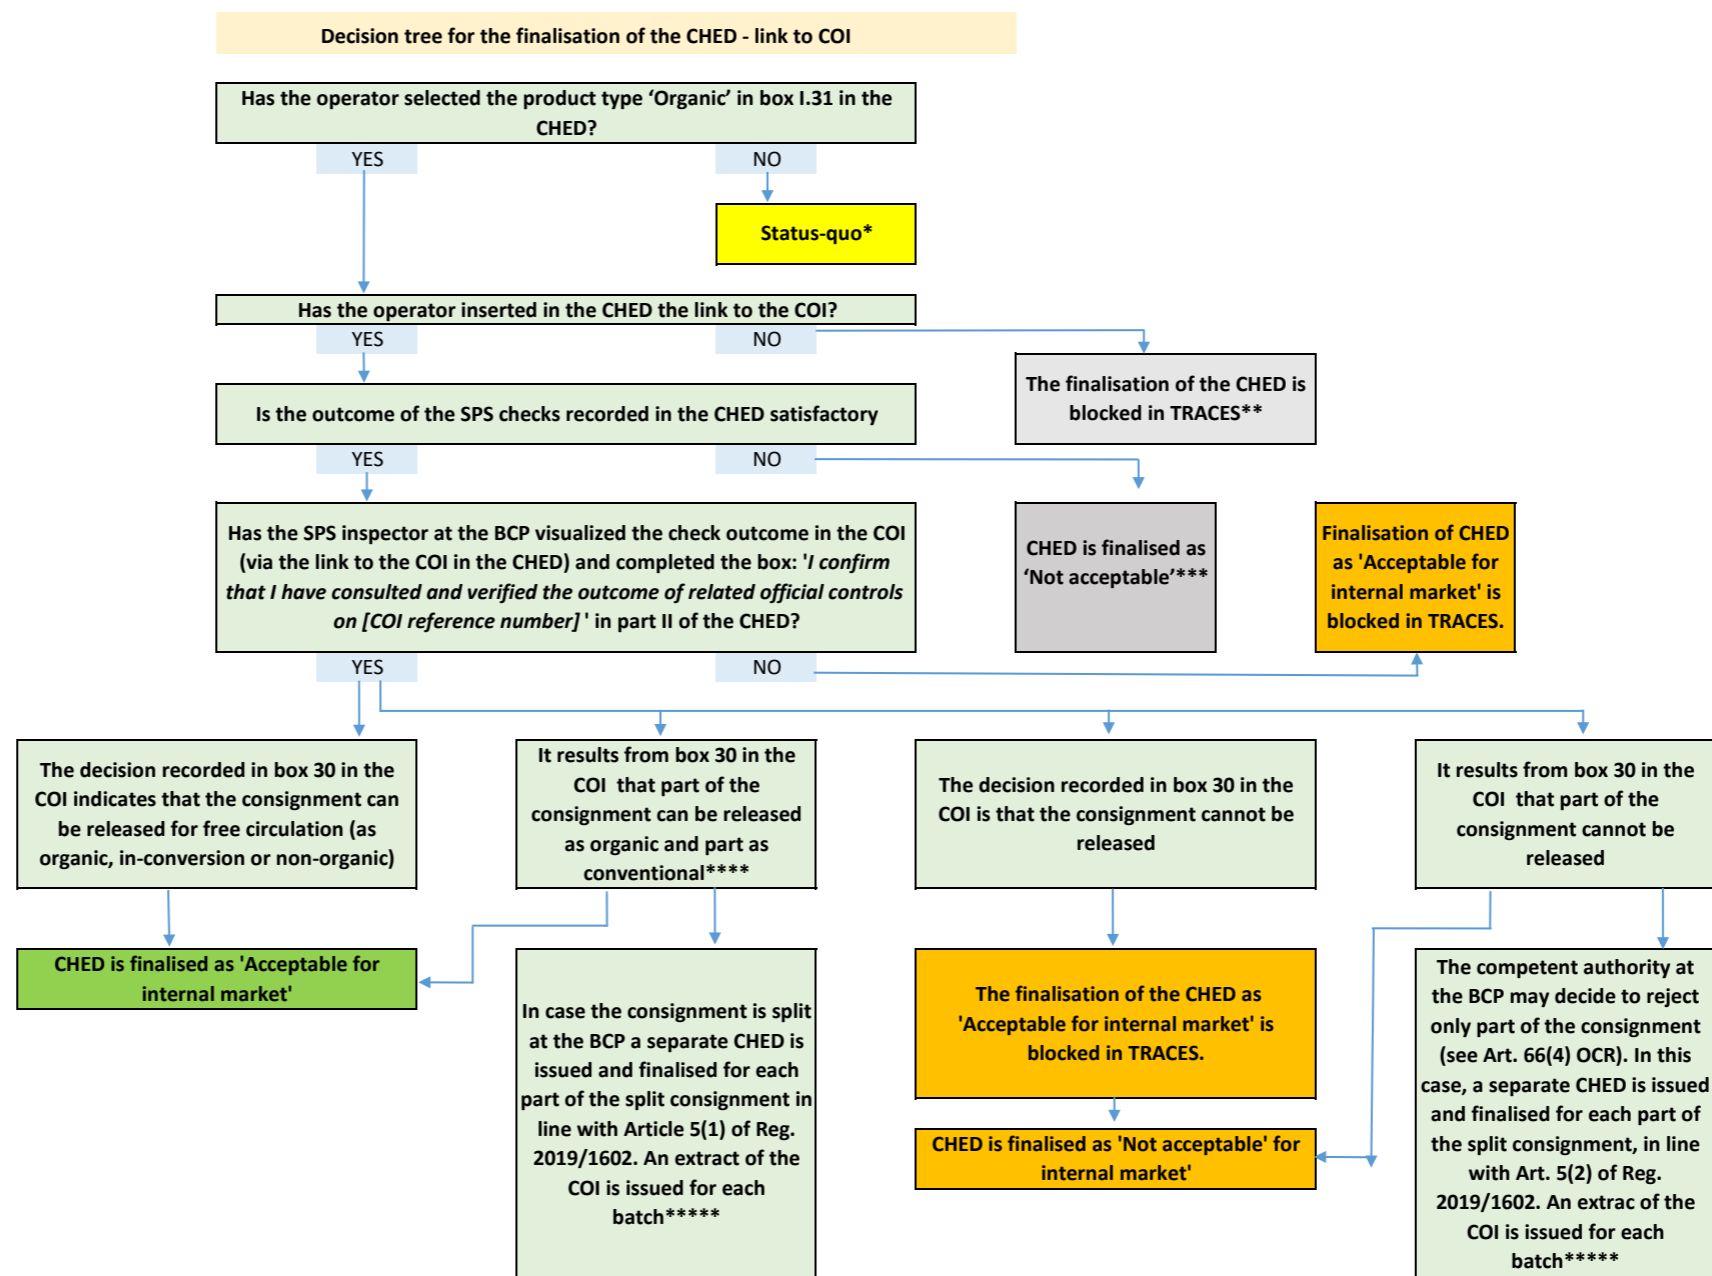 Decision tree for the finalisation of the CHED - link to COI
Has the operator selected the product type ‘Organic’ in box I.31 in the
CHED?
YES
NO
Status-quo*
Has the operator inserted in the CHED the link to the COI?
YES
NO
The finalisation of the CHED is
blocked in TRACES**
Is the outcome of the SPS checks recorded in the CHED satisfactory
YES
NO
CHED is finalised as
‘Not acceptable’***
Has the SPS inspector at the BCP visualized the check outcome in the COI
(via the link to the COI in the CHED) and completed the box: 'I confirm
that I have consulted and verified the outcome of related official controls
on [COI reference number] ' in part II of the CHED?
YES
NO
Finalisation of CHED
as 'Acceptable for
internal market' is
blocked in TRACES.
The decision recorded in box 30 in the
COI indicates that the consignment can
be released for free circulation (as
organic, in-conversion or non-organic)
It results from box 30 in the
COI that part of the
consignment can be released
as organic and part as
conventional****
The decision recorded in box 30 in the
COI is that the consignment cannot be
released
It results from box 30 in the
COI that part of the
consignment cannot be
released
CHED is finalised as 'Acceptable for
internal market'
In case the consignment is split
at the BCP a separate CHED is
issued and finalised for each
part of the split consignment in
line with Article 5(1) of Reg.
2019/1602. An extract of the
COI is issued for each
batch*****
The finalisation of the CHED as
'Acceptable for internal market' is
blocked in TRACES.
CHED is finalised as 'Not acceptable' for
internal market'
The competent authority at
the BCP may decide to reject
only part of the consignment
(see Art. 66(4) OCR). In this
case, a separate CHED is issued
and finalised for each part of
the split consignment, in line
with Art. 5(2) of Reg.
2019/1602. An extrac of the
COI is issued for each
batch*****